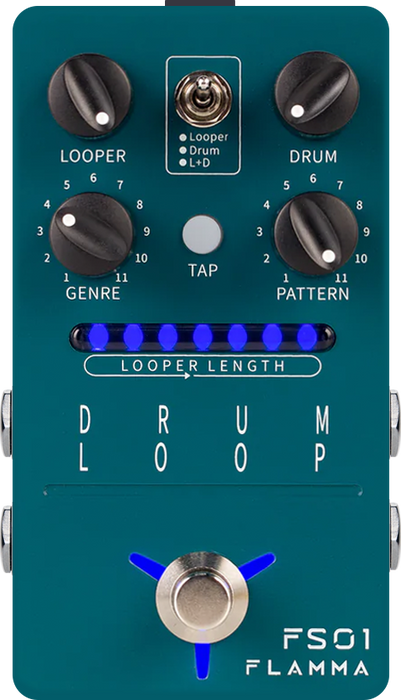 Looper
Drum
L+D
LOOPER
DRUM
5 6 7
4 8
3 9
2 10
1 11
GENRE
TAP
5 6 7
4 8
3 9
2 10
1 11
PATTERN
LOOPER LENGTH
D R U M
L O O P
FS01
FLAMMA